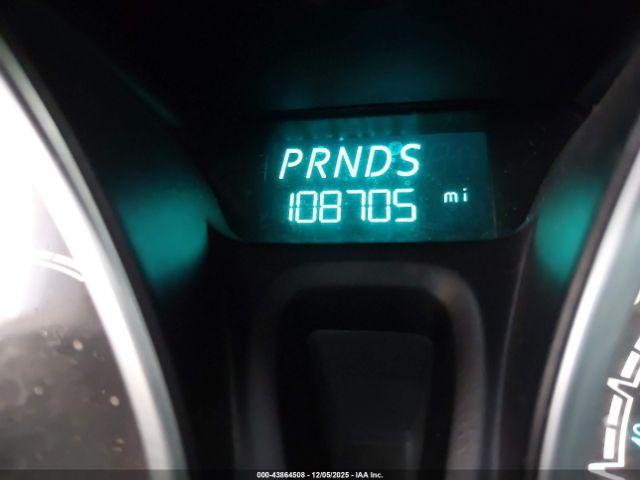 PRNDS
108705 mi
S
000-43864508 - 12/05/2025 - IAA Inc.